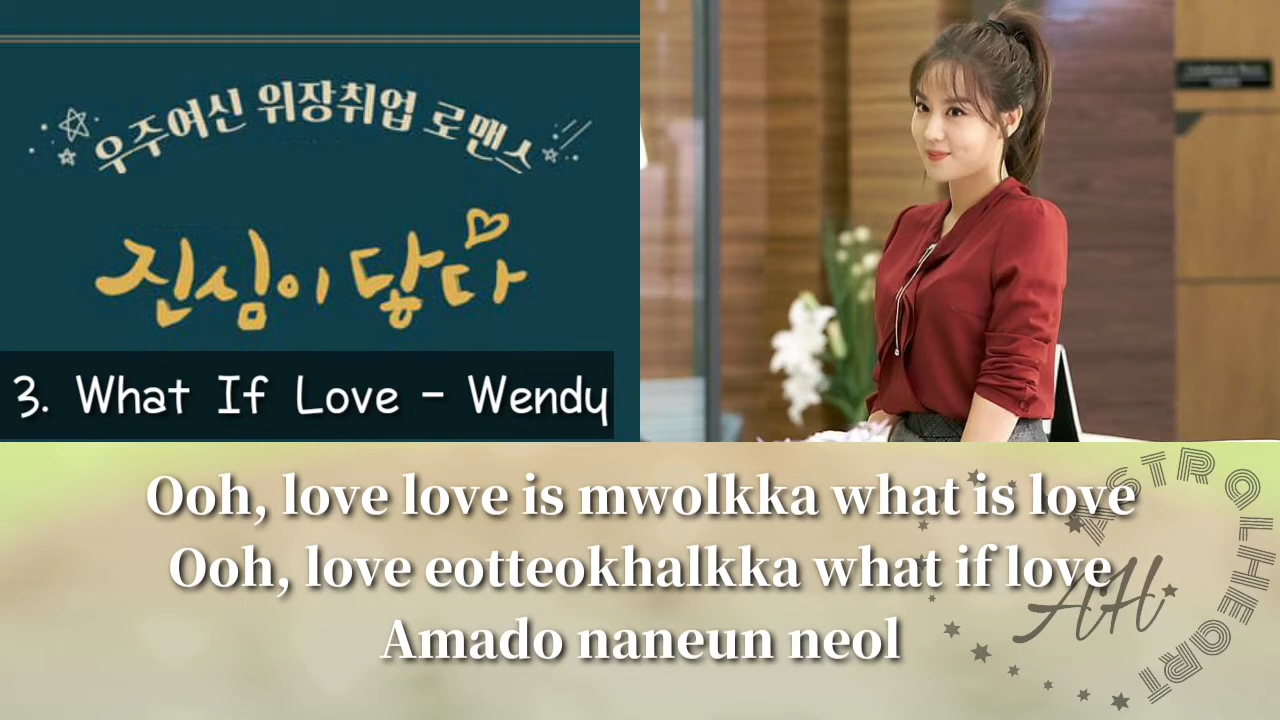 우주여신 위장취업 로맨스
진심이 닿다
3. What If Love - Wendy
Ooh, love love is mwolkka what is love
Ooh, love eotteokhalkka what if love
Amado naneun neol
ASTROLHEART
AH